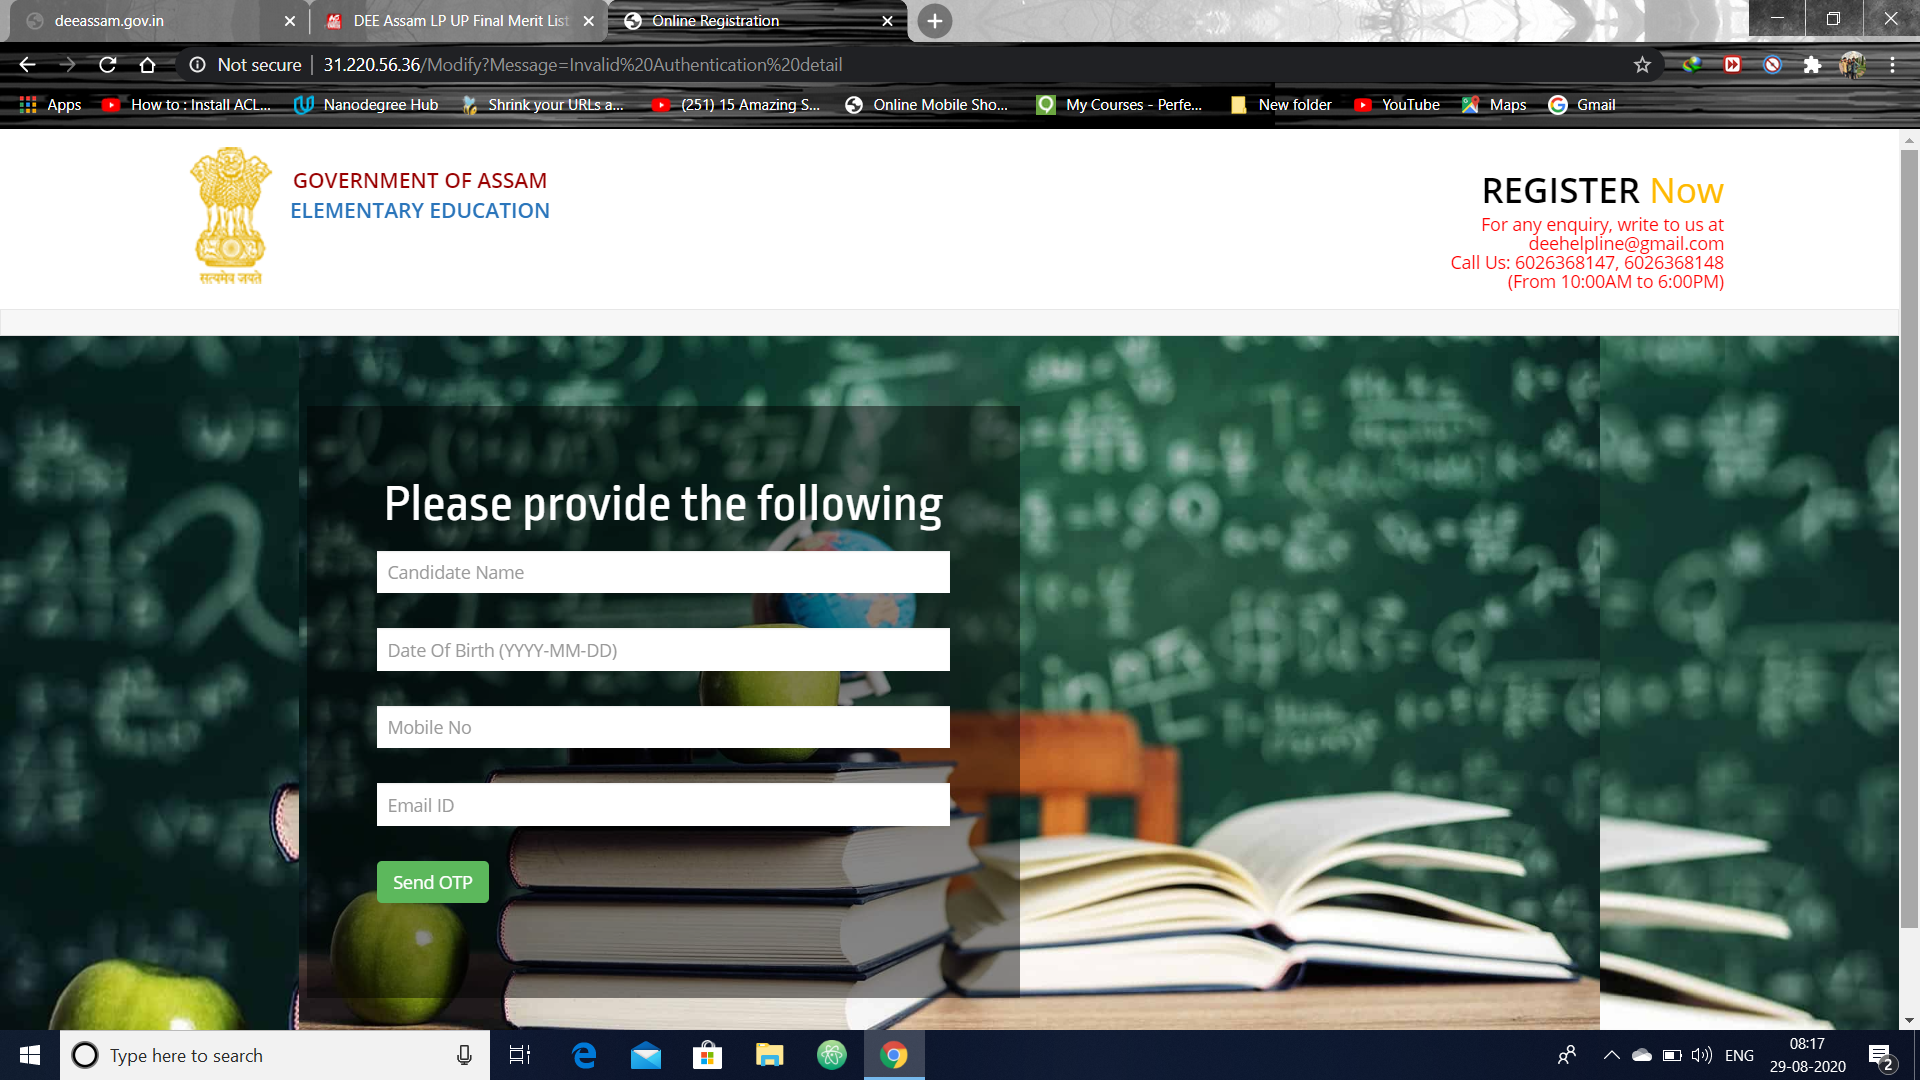 deeassam.gov.in
DEE Assam LP UP Final Merit List
Online Registration
Not secure
31.220.56.36/Modify?Message=Invalid%20Authentication%20detail
Apps
How to : Install ACL...
Nanodegree Hub
Shrink your URLs a...
(251) 15 Amazing S...
Online Mobile Sho...
My Courses - Perfe...
New folder
YouTube
Maps
Gmail
सत्यमेव जयते
GOVERNMENT OF ASSAM
ELEMENTARY EDUCATION
REGISTER Now
For any enquiry, write to us at
deehelpline@gmail.com
Call Us: 6026368147, 6026368148
(From 10:00AM to 6:00PM)
Please provide the following
Candidate Name
Date Of Birth (YYYY-MM-DD)
Mobile No
Email ID
Send OTP
Type here to search
ENG
08:17
29-08-2020
2